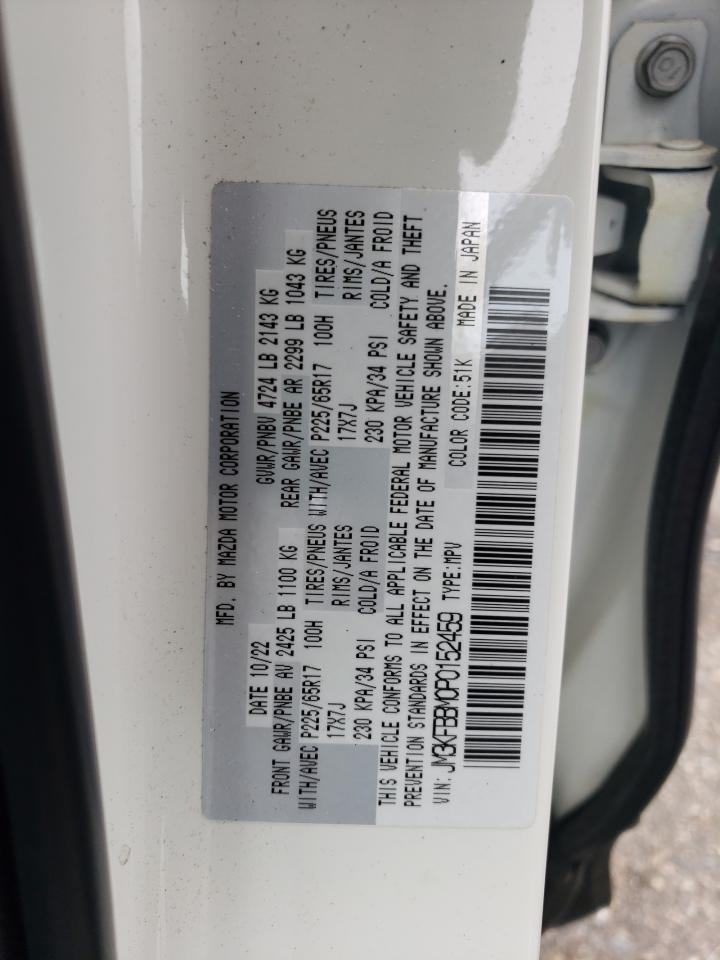 MFD. BY MAZDA MOTOR CORPORATION
DATE 10/22 GVWR/PNBV 4724 LB 2143 KG
FRONT GAWR/PNBE AV 2425 LB 1100 KG REAR GAWR/PNBE AR 2299 LB 1043 KG
WITH/AVEC P225/65R17 100H TIRES/PNEUS WITH/AVEC P225/65R17 100H TIRES/PNEUS
17X7J RIMS/JANTES 17X7J RIMS/JANTES
230 KPA/34 PSI COLD/A FROID 230 KPA/34 PSI COLD/A FROID
THIS VEHICLE CONFORMS TO ALL APPLICABLE FEDERAL MOTOR VEHICLE SAFETY AND THEFT
PREVENTION STANDARDS IN EFFECT ON THE DATE OF MANUFACTURE SHOWN ABOVE.
VIN: JM3KFBBM0P0152459 TYPE:MPV COLOR CODE:51K MADE IN JAPAN